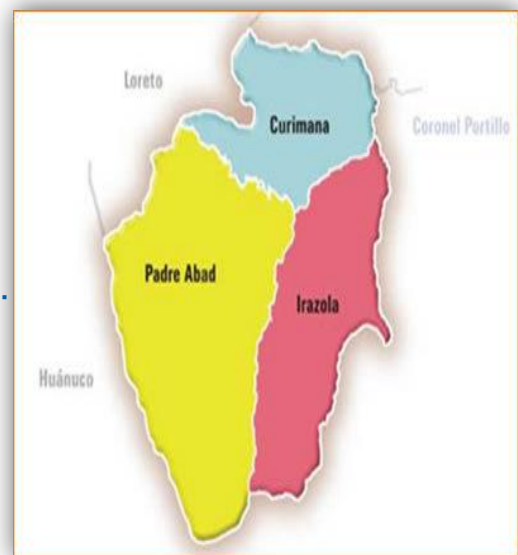 Loreto
Curimana
Coronel Portillo
Padre Abad
Irazola
Huánuco